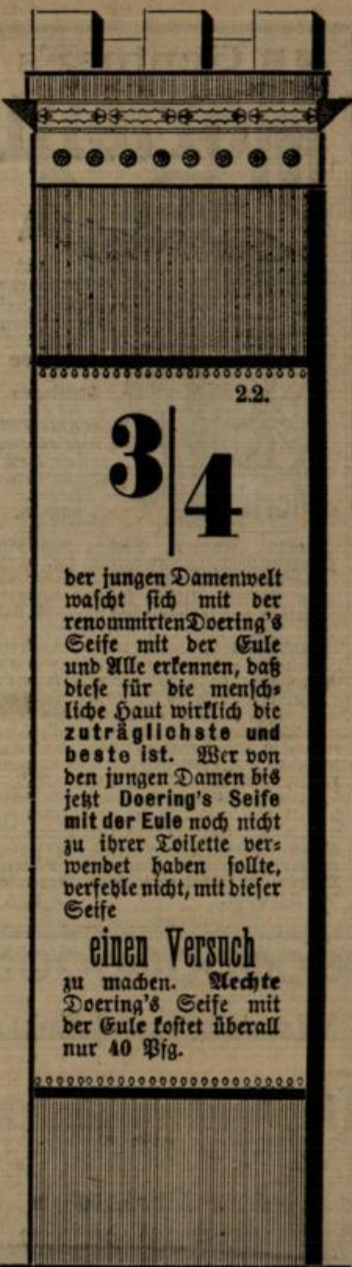 2.2.
3/4
der jungen Damenwelt
wascht sich mit der
renommirten Doering's
Seife mit der Eule
und Alle erkennen, daß
diese für die mensch-
liche Haut wirklich die
zuträglichste und
beste ist. Wer von
den jungen Damen bis
jetzt Doering's Seife
mit der Eule noch nicht
zu ihrer Toilette ver-
wendet haben sollte,
verfehle nicht, mit dieser
Seife
einen Versuch
zu machen. Aechte
Doering's Seife mit
der Eule kostet überall
nur 40 Pfg.